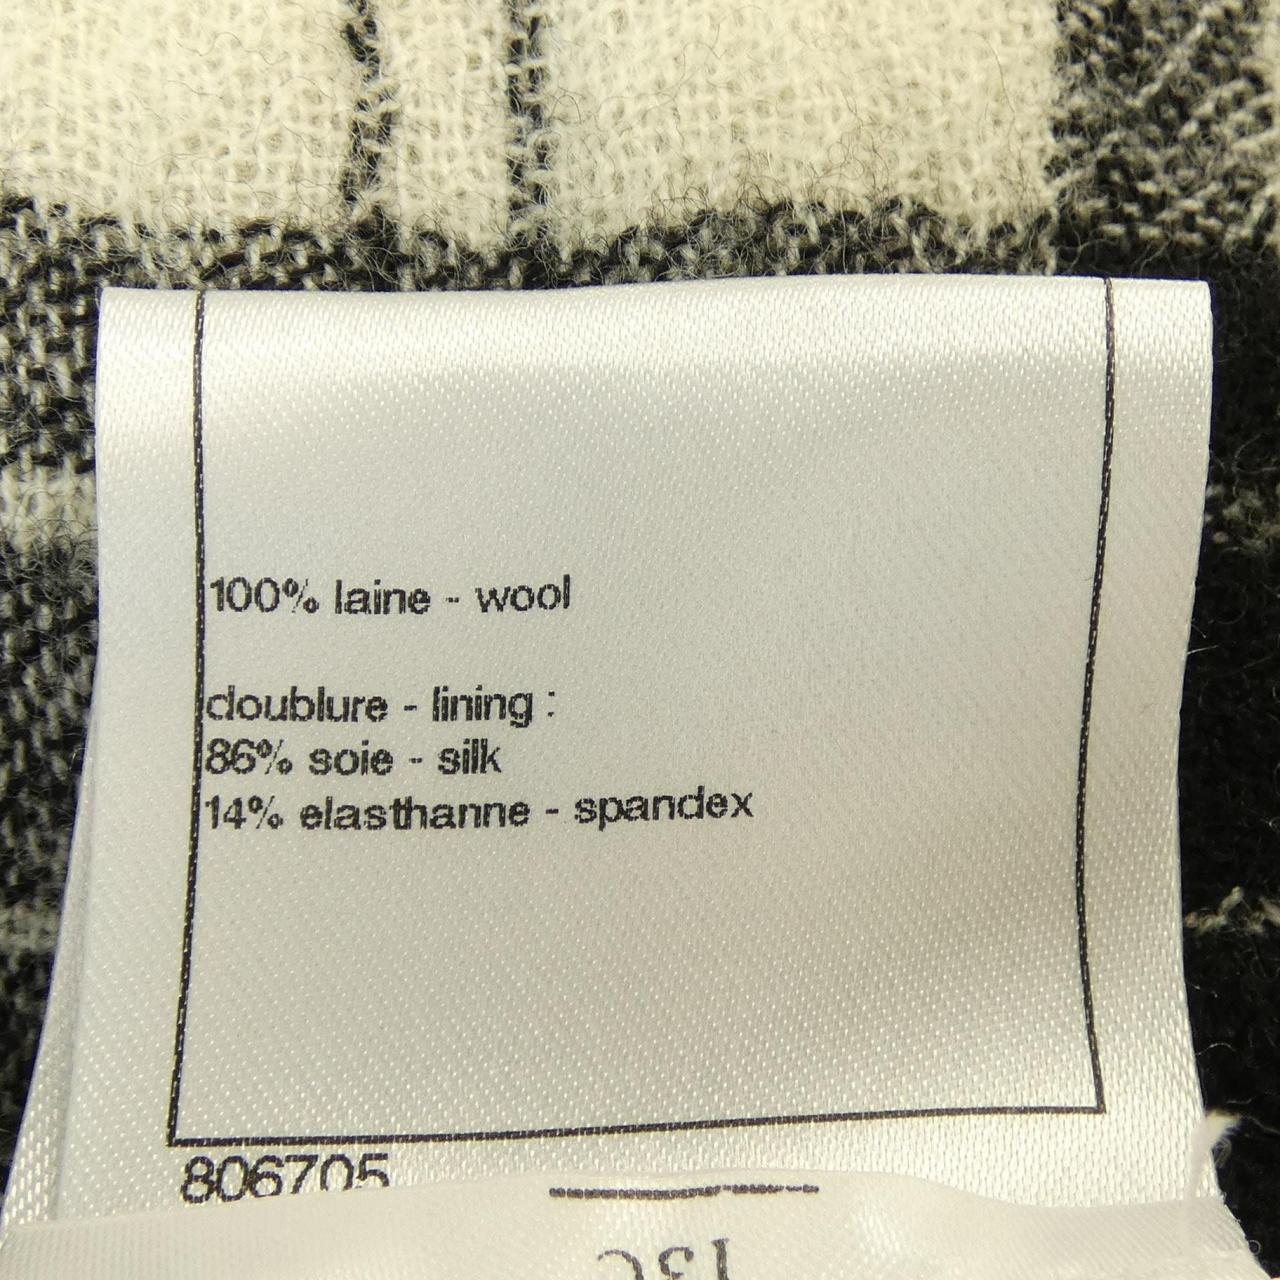 100% laine - wool
doublure - lining :
86% soie - silk
14% elasthanne - spandex
806705